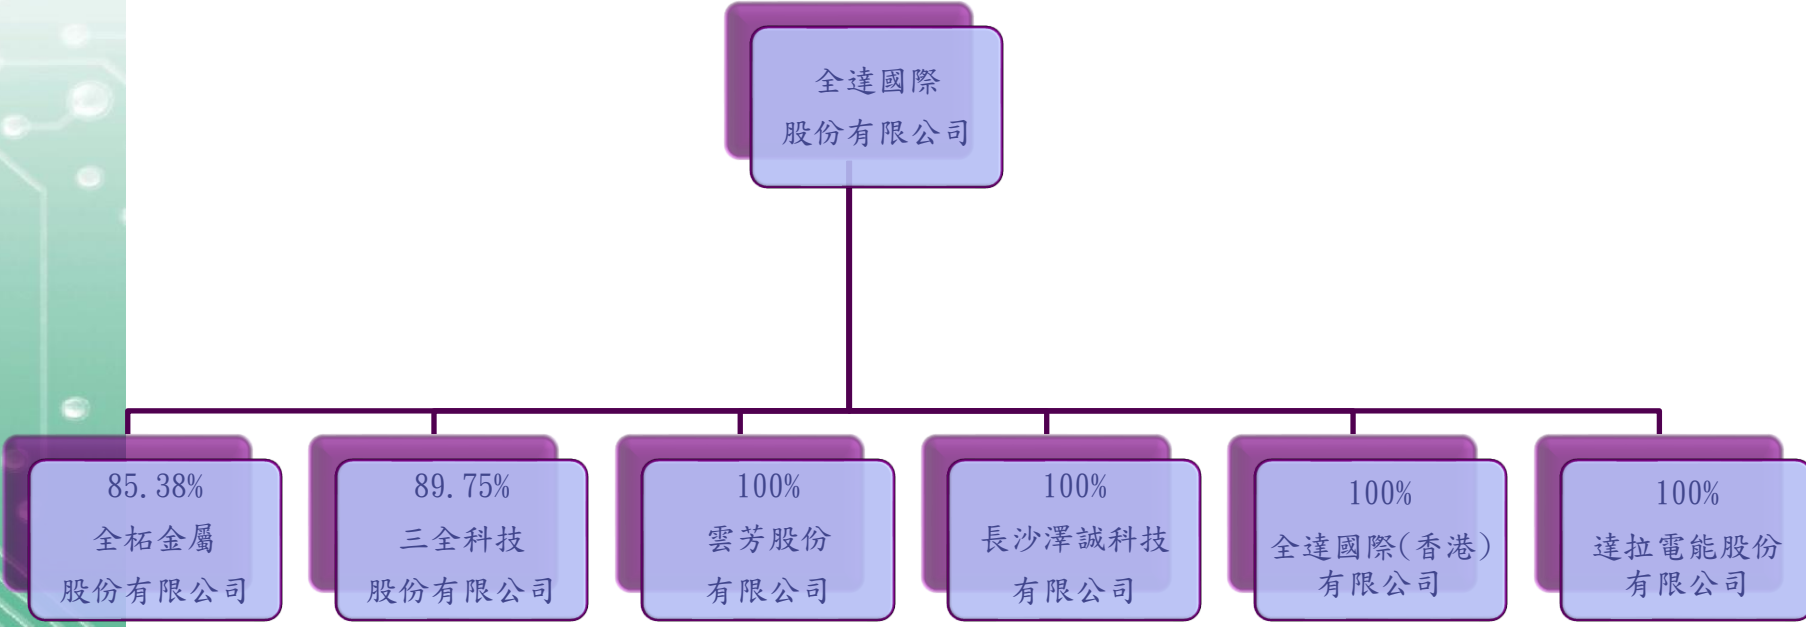 全達國際
股份有限公司
85.38%
全柘金屬
股份有限公司
89.75%
三全科技
股份有限公司
100%
雲芳股份
有限公司
100%
長沙澤誠科技
有限公司
100%
全達國際(香港)
有限公司
100%
達拉電能股份
有限公司